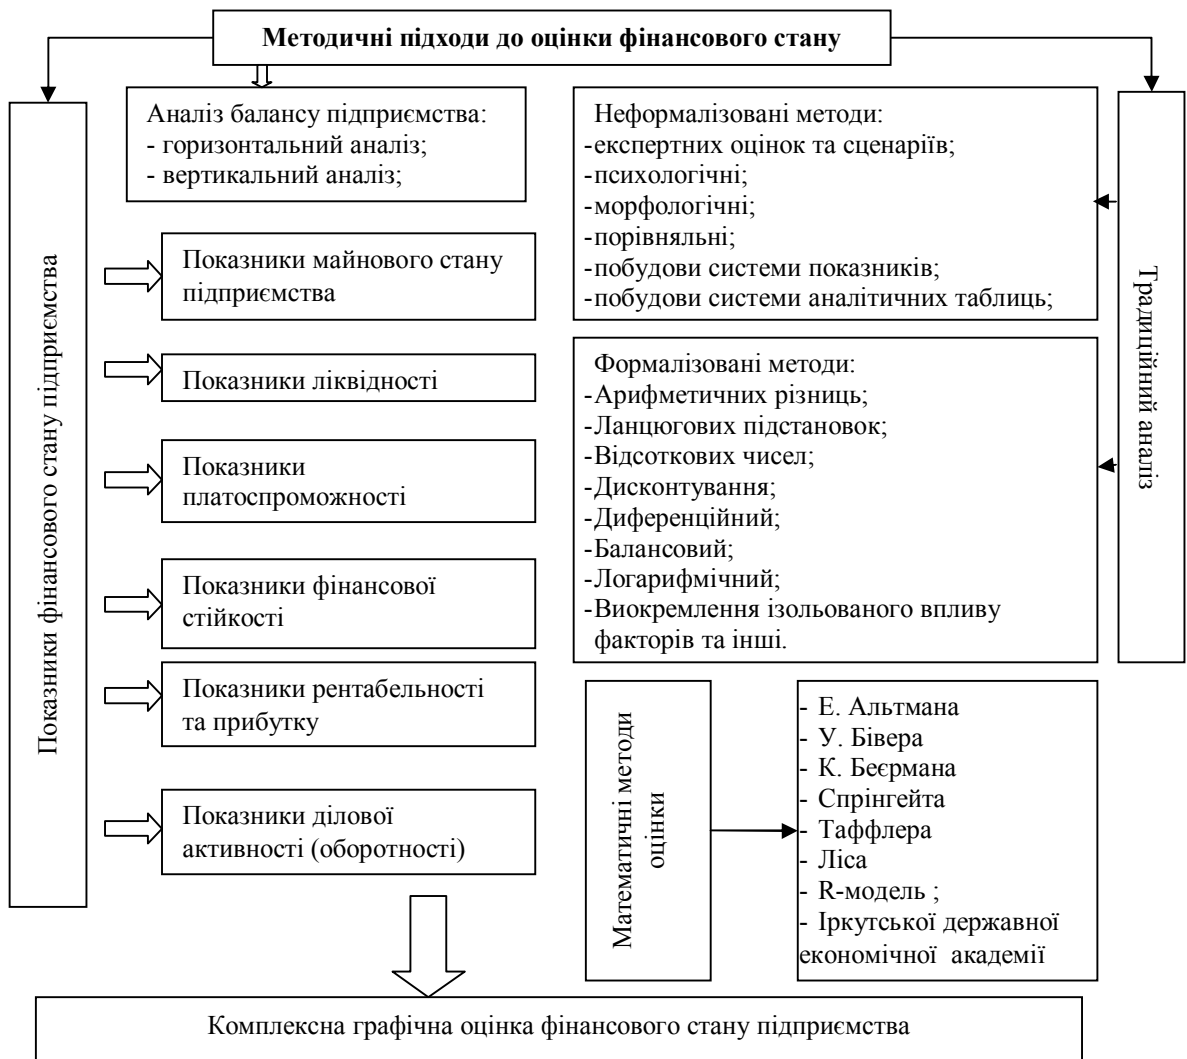 Методичні підходи до оцінки фінансового стану
Показники фінансового стану підприємства
Аналіз балансу підприємства:
- горизонтальний аналіз;
- вертикальний аналіз;
Показники майнового стану
підприємства
Показники ліквідності
Показники
платоспроможності
Показники фінансової
стійкості
Показники рентабельності
та прибутку
Показники ділової
активності (оборотності)
Неформалізовані методи:
-експертних оцінок та сценаріїв;
-психологічні;
-морфологічні;
-порівняльні;
-побудови системи показників;
-побудови системи аналітичних таблиць;
Формалізовані методи:
-Арифметичних різниць;
-Ланцюгових підстановок;
-Відсоткових чисел;
-Дисконтування;
-Диференційний;
-Балансовий;
-Логарифмічний;
-Виокремлення ізольованого впливу
факторів та інші.
Традиційний аналіз
Математичні методи
оцінки
- Е. Альтмана
- У. Бівера
- К. Беєрмана
- Спрінгейта
- Таффлера
- Ліса
- R-модель ;
- Іркутської державної
економічної академії
Комплексна графічна оцінка фінансового стану підприємства